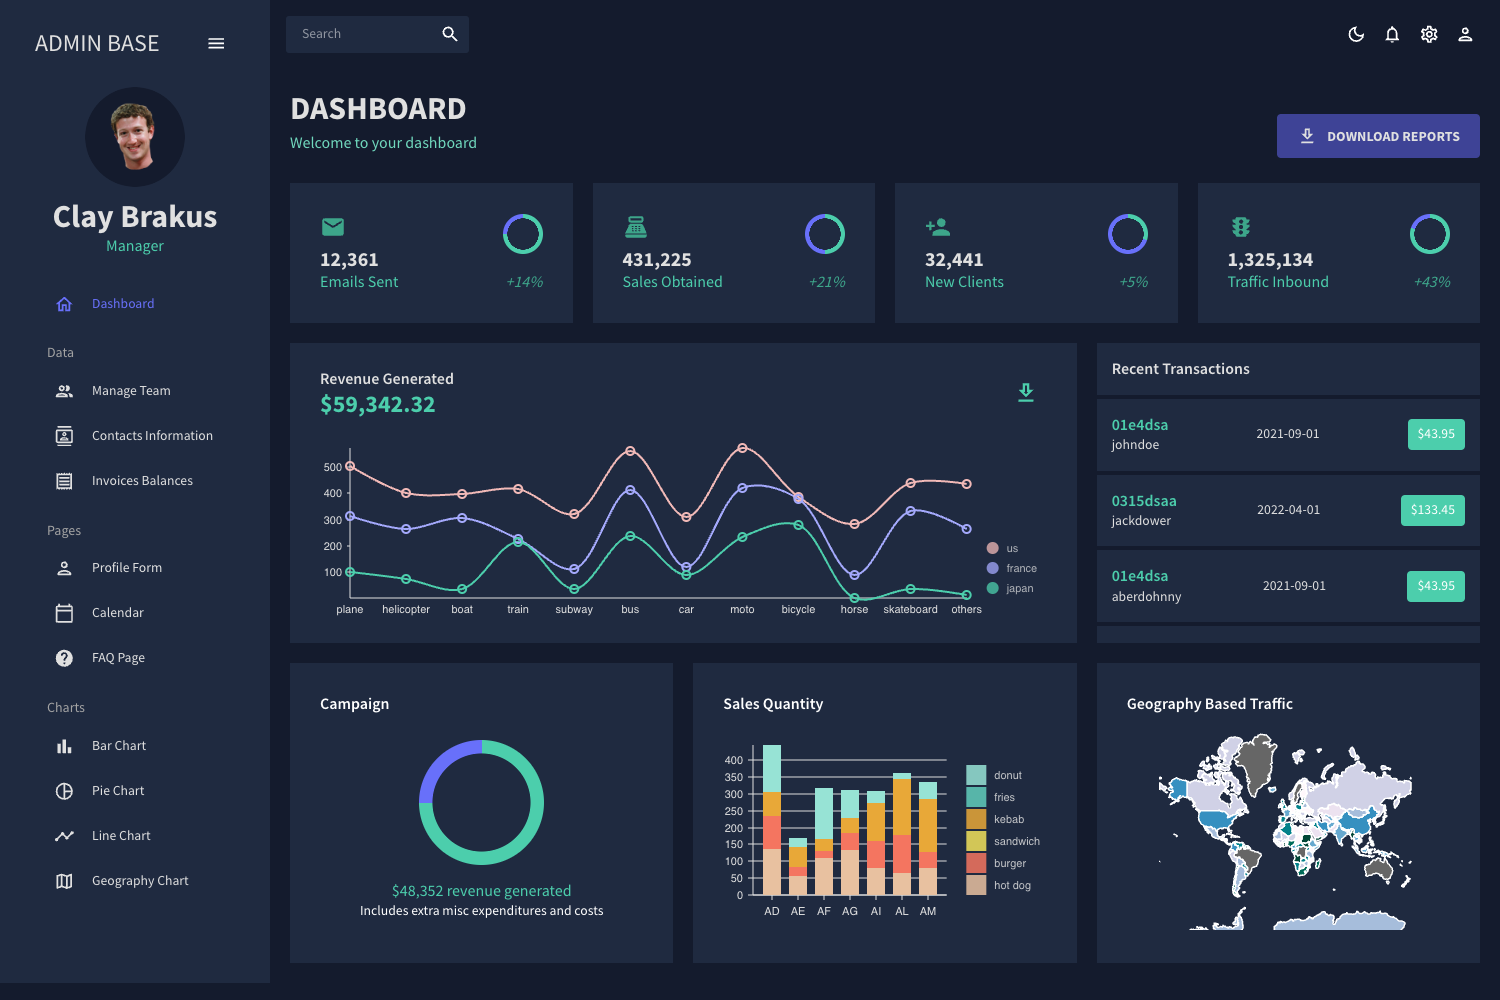 ADMIN BASE
Clay Brakus
Manager
Dashboard
Data
Manage Team
Contacts Information
Invoices Balances
Pages
Profile Form
Calendar
FAQ Page
Charts
Bar Chart
Pie Chart
Line Chart
Geography Chart
Search
DASHBOARD
Welcome to your dashboard
DOWNLOAD REPORTS
12,361
Emails Sent +14%
431,225
Sales Obtained +21%
32,441
New Clients +5%
1,325,134
Traffic Inbound +43%
Revenue Generated
$59,342.32
500
400
300
200
100
plane helicopter boat train subway bus car moto bicycle horse skateboard others
us
france
japan
Recent Transactions
01e4dsa
johndoe
2021-09-01
$43.95
0315dsaa
jackdower
2022-04-01
$133.45
01e4dsa
aberdohnny
2021-09-01
$43.95
Campaign
$48,352 revenue generated
Includes extra misc expenditures and costs
Sales Quantity
400
350
300
250
200
150
100
50
0
AD AE AF AG AI AL AM
donut
fries
kebab
sandwich
burger
hot dog
Geography Based Traffic